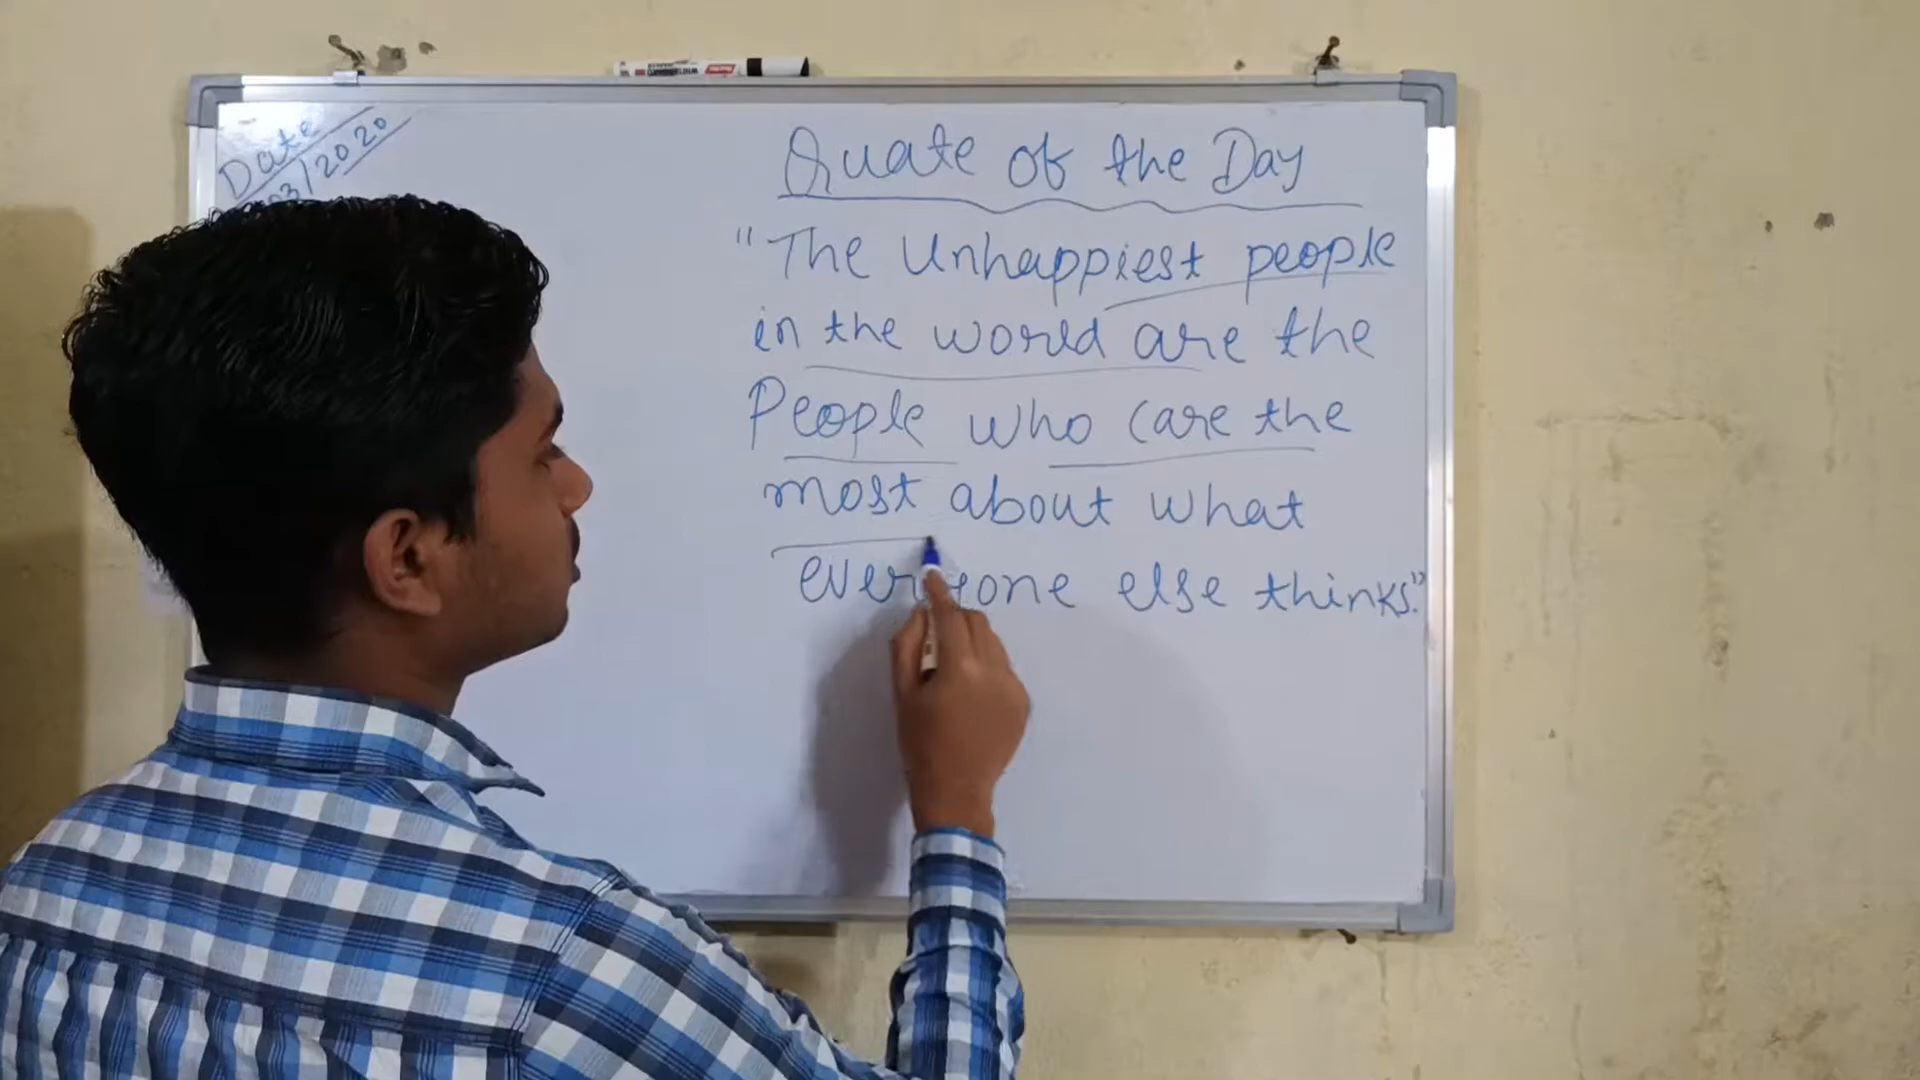 Date
03/2020
Quate of the Day
"The Unhappiest people
in the world are the
People who care the
most about what
everyone else thinks."